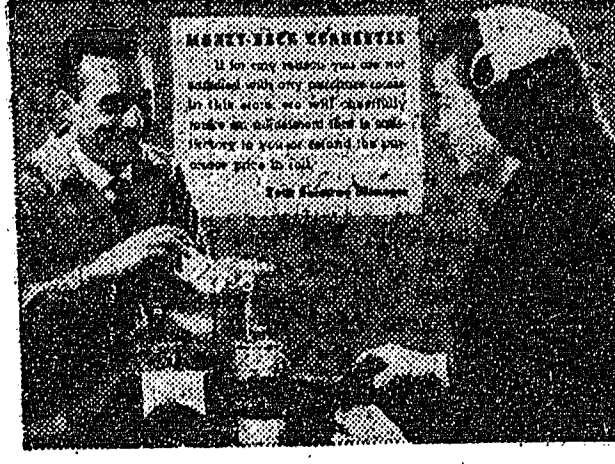 MONEY-BACK GUARANTEE
If for any reason you are not
satisfied with any purchase made
in this store, we will cheerfully
make an adjustment that is satis-
factory to you or refund the pur-
chase price in full.